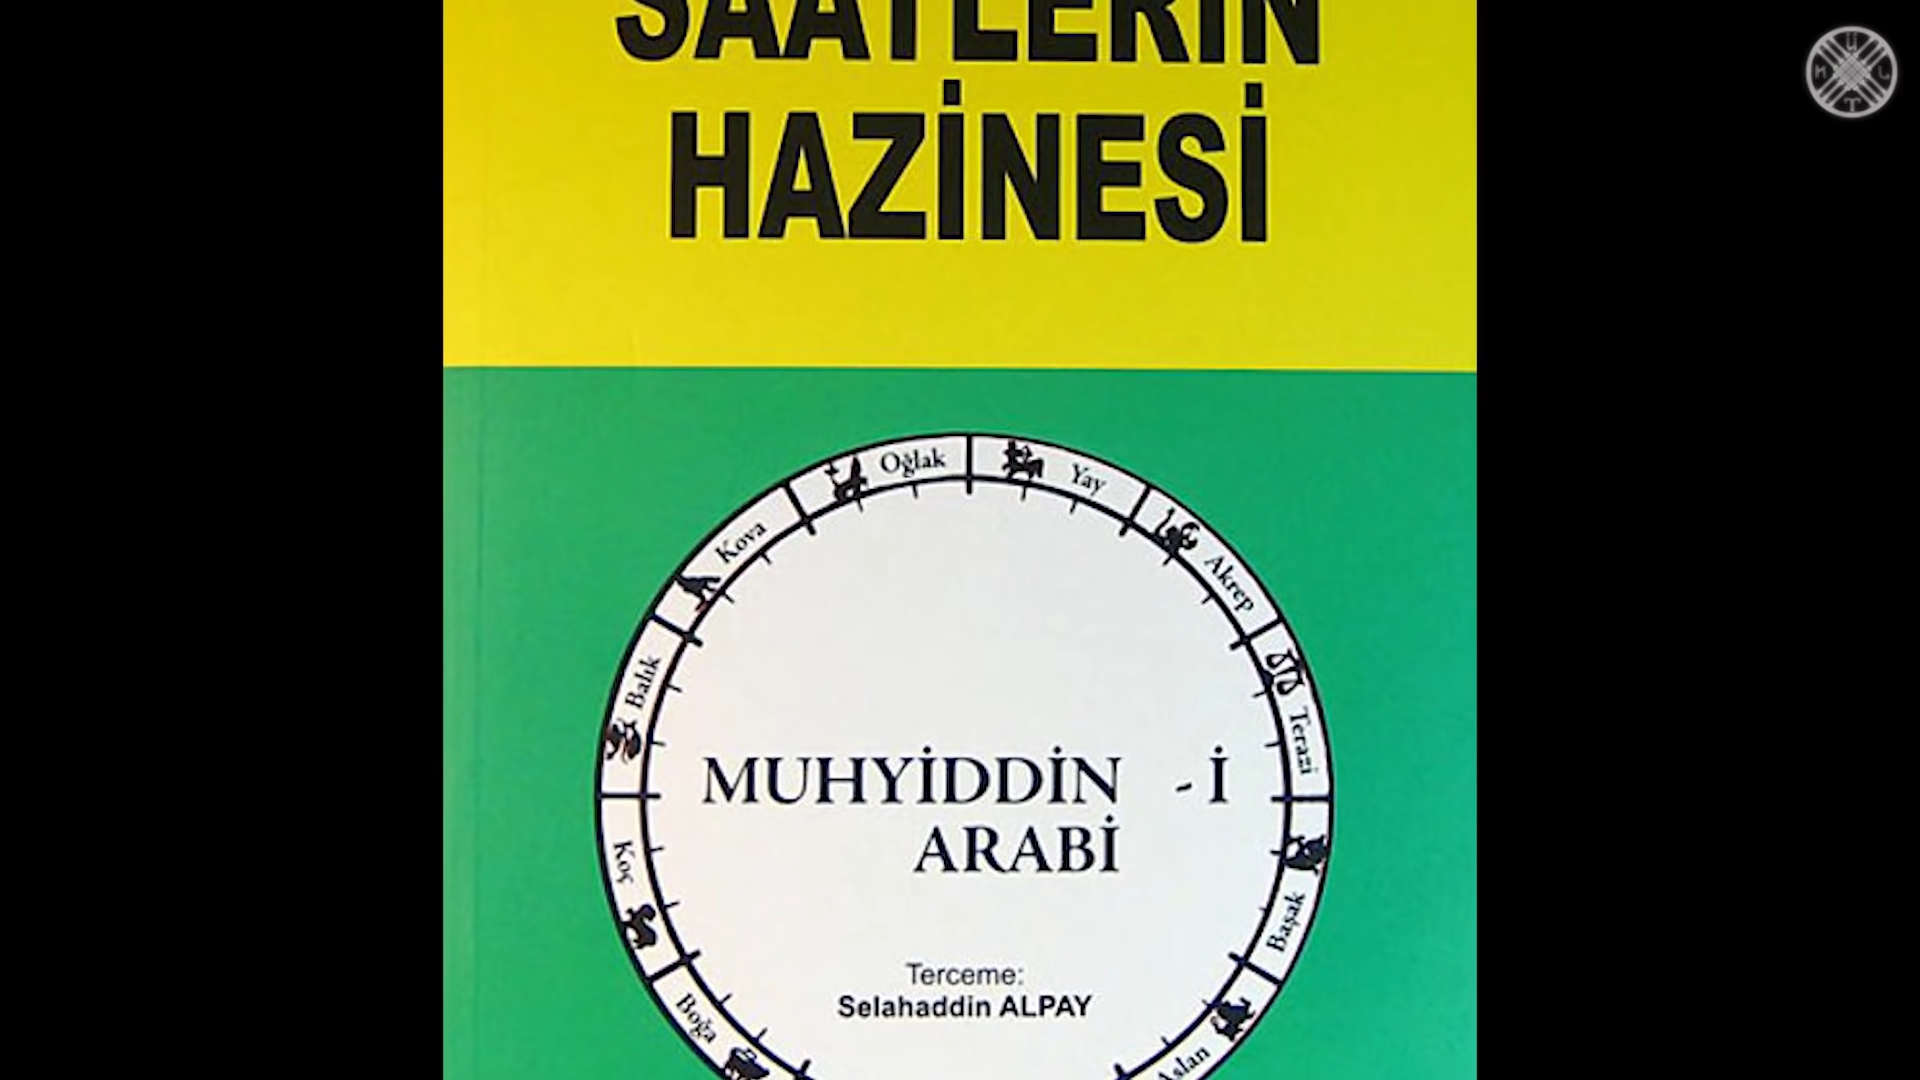 SAATLERİN
HAZİNESİ
Oğlak
Yay
Kova
Akrep
Balık
Terazi
MUHYİDDİN -İ
ARABİ
Koç
Başak
Terceme:
Selahaddin ALPAY
Boğa
Aslan